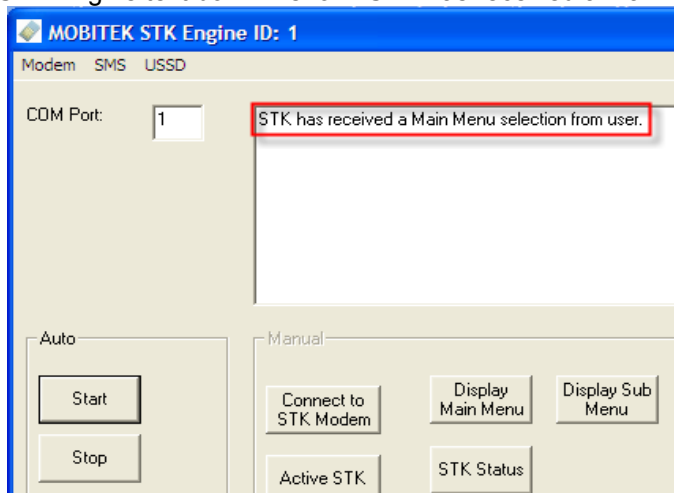 MOBITEK STK Engine ID: 1
Modem SMS USSD
COM Port:
1
STK has received a Main Menu selection from user.
Auto
Start
Stop
Manual
Connect to
STK Modem
Display
Main Menu
Display Sub
Menu
Active STK
STK Status